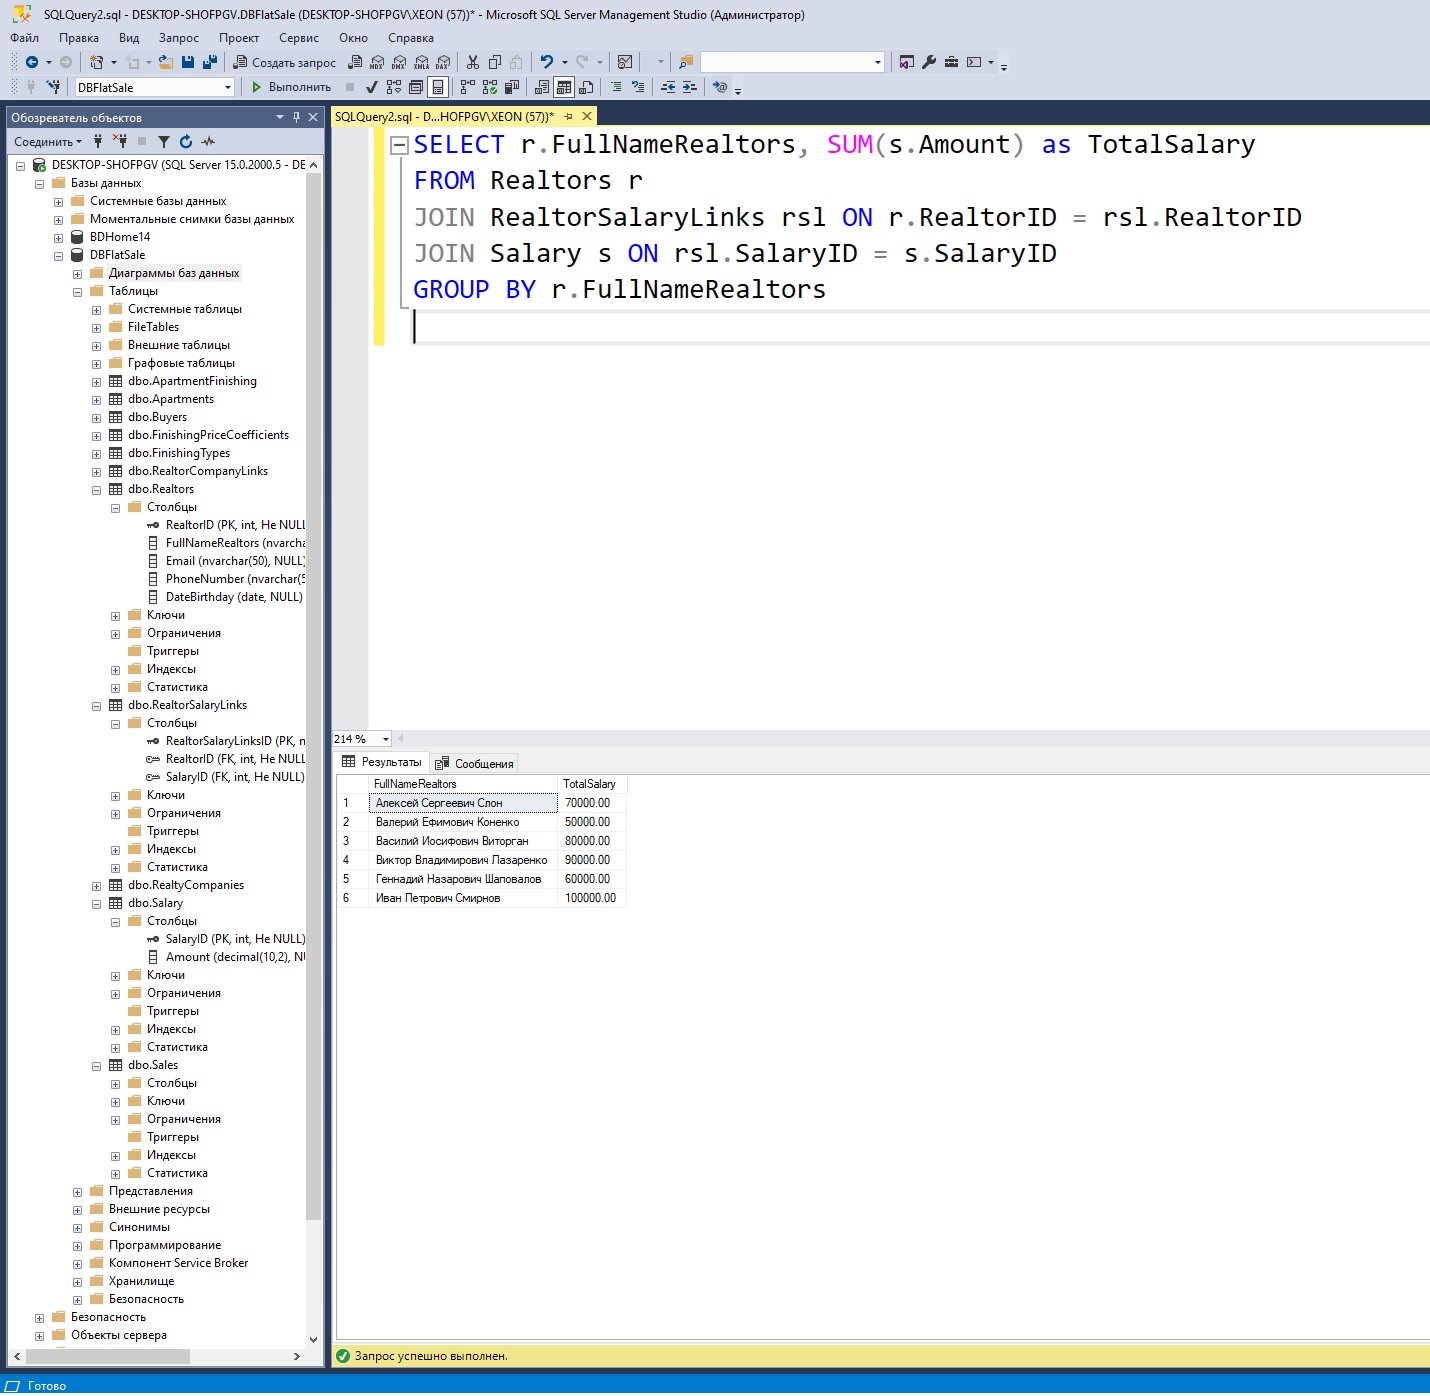 SQLQuery2.sql - DESKTOP-SHOFPGV.DBFlatSale (DESKTOP-SHOFPGV\XEON (57))* - Microsoft SQL Server Management Studio (Администратор)
Файл Правка Вид Запрос Проект Сервис Окно Справка
Создать запрос MDX DMX XMLA DAX
DBFlatSale Выполнить
Обозреватель объектов
Соединить
DESKTOP-SHOFPGV (SQL Server 15.0.2000.5 - DE
Базы данных
Системные базы данных
Моментальные снимки базы данных
BDHome14
DBFlatSale
Диаграммы баз данных
Таблицы
Системные таблицы
FileTables
Внешние таблицы
Графовые таблицы
dbo.ApartmentFinishing
dbo.Apartments
dbo.Buyers
dbo.FinishingPriceCoefficients
dbo.FinishingTypes
dbo.RealtorCompanyLinks
dbo.Realtors
Столбцы
RealtorID (PK, int, Не NULL
FullNameRealtors (nvarcha
Email (nvarchar(50), NULL)
PhoneNumber (nvarchar(5
DateBirthday (date, NULL)
Ключи
Ограничения
Триггеры
Индексы
Статистика
dbo.RealtorSalaryLinks
Столбцы
RealtorSalaryLinksID (PK, n
RealtorID (FK, int, Не NULL
SalaryID (FK, int, Не NULL)
Ключи
Ограничения
Триггеры
Индексы
Статистика
dbo.RealtyCompanies
dbo.Salary
Столбцы
SalaryID (PK, int, Не NULL)
Amount (decimal(10,2), NU
Ключи
Ограничения
Триггеры
Индексы
Статистика
dbo.Sales
Столбцы
Ключи
Ограничения
Триггеры
Индексы
Статистика
Представления
Внешние ресурсы
Синонимы
Программирование
Компонент Service Broker
Хранилище
Безопасность
Безопасность
Объекты сервера
SQLQuery2.sql - D...HOFPGV\XEON (57))*
SELECT r.FullNameRealtors, SUM(s.Amount) as TotalSalary
FROM Realtors r
JOIN RealtorSalaryLinks rsl ON r.RealtorID = rsl.RealtorID
JOIN Salary s ON rsl.SalaryID = s.SalaryID
GROUP BY r.FullNameRealtors
214 %
Результаты Сообщения
FullNameRealtors TotalSalary
1 Алексей Сергеевич Слон 70000.00
2 Валерий Ефимович Коненко 50000.00
3 Василий Иосифович Виторган 80000.00
4 Виктор Владимирович Лазаренко 90000.00
5 Геннадий Назарович Шаповалов 60000.00
6 Иван Петрович Смирнов 100000.00
Запрос успешно выполнен.
Готово